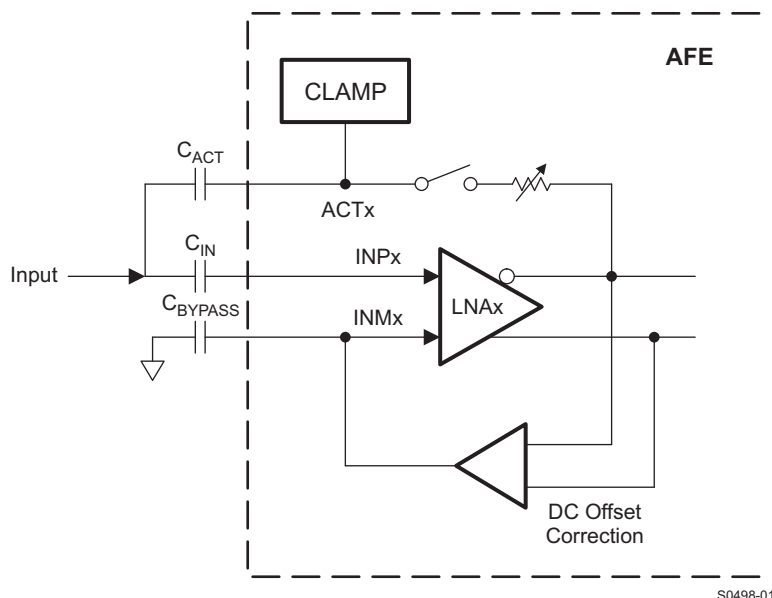 AFE
CLAMP
C_ACT
ACTx
C_IN
INPx
Input
C_BYPASS
INMx
LNAx
DC Offset
Correction
S0498-01